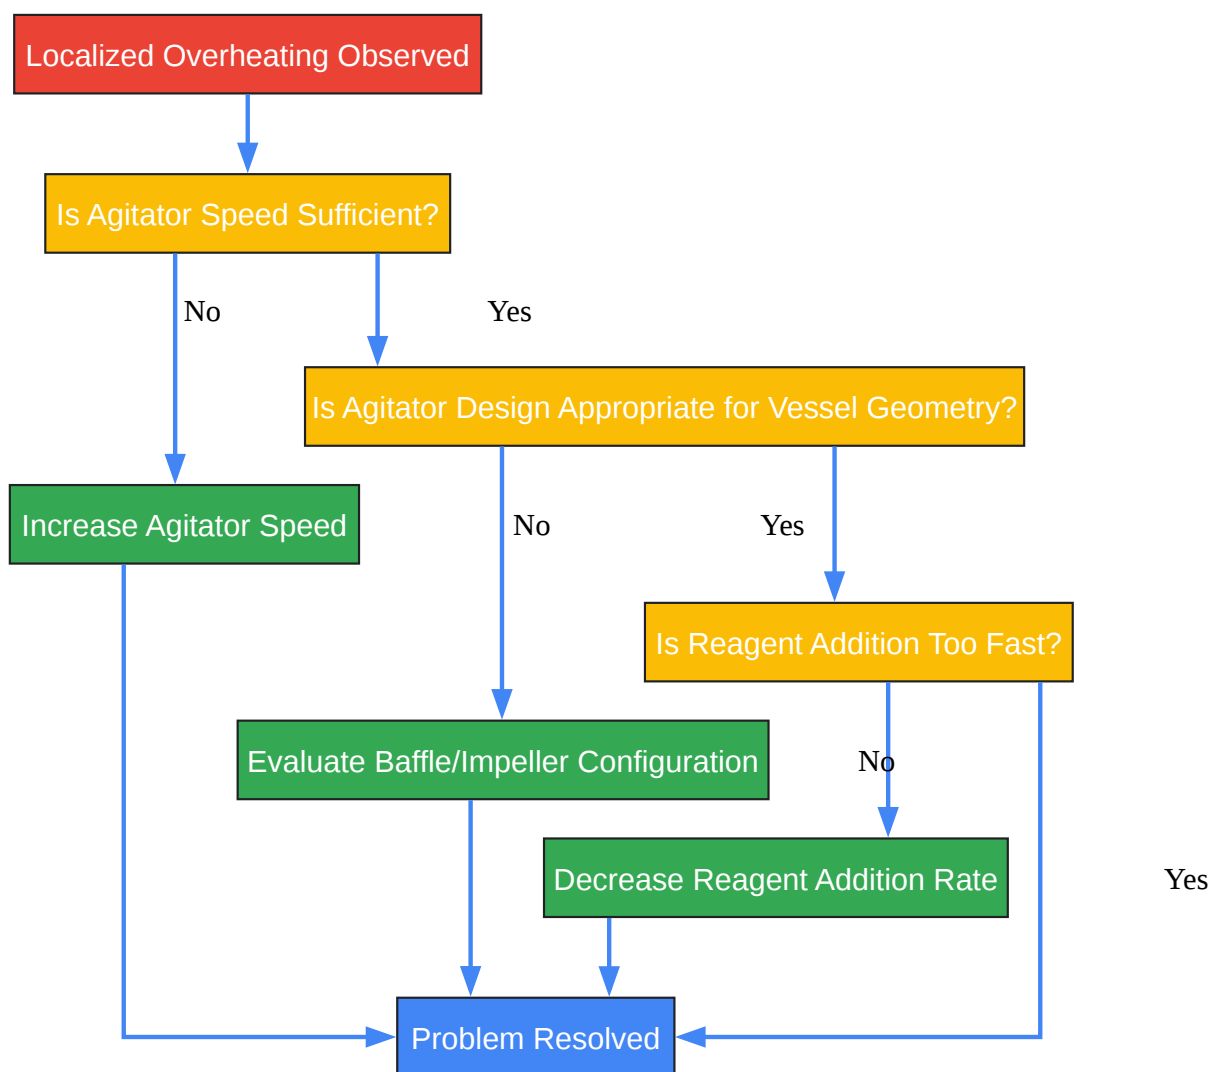 Localized Overheating Observed
Is Agitator Speed Sufficient?
No
Yes
Is Agitator Design Appropriate for Vessel Geometry?
Increase Agitator Speed
No
Yes
Is Reagent Addition Too Fast?
Evaluate Baffle/Impeller Configuration
No
Decrease Reagent Addition Rate
Yes
Problem Resolved